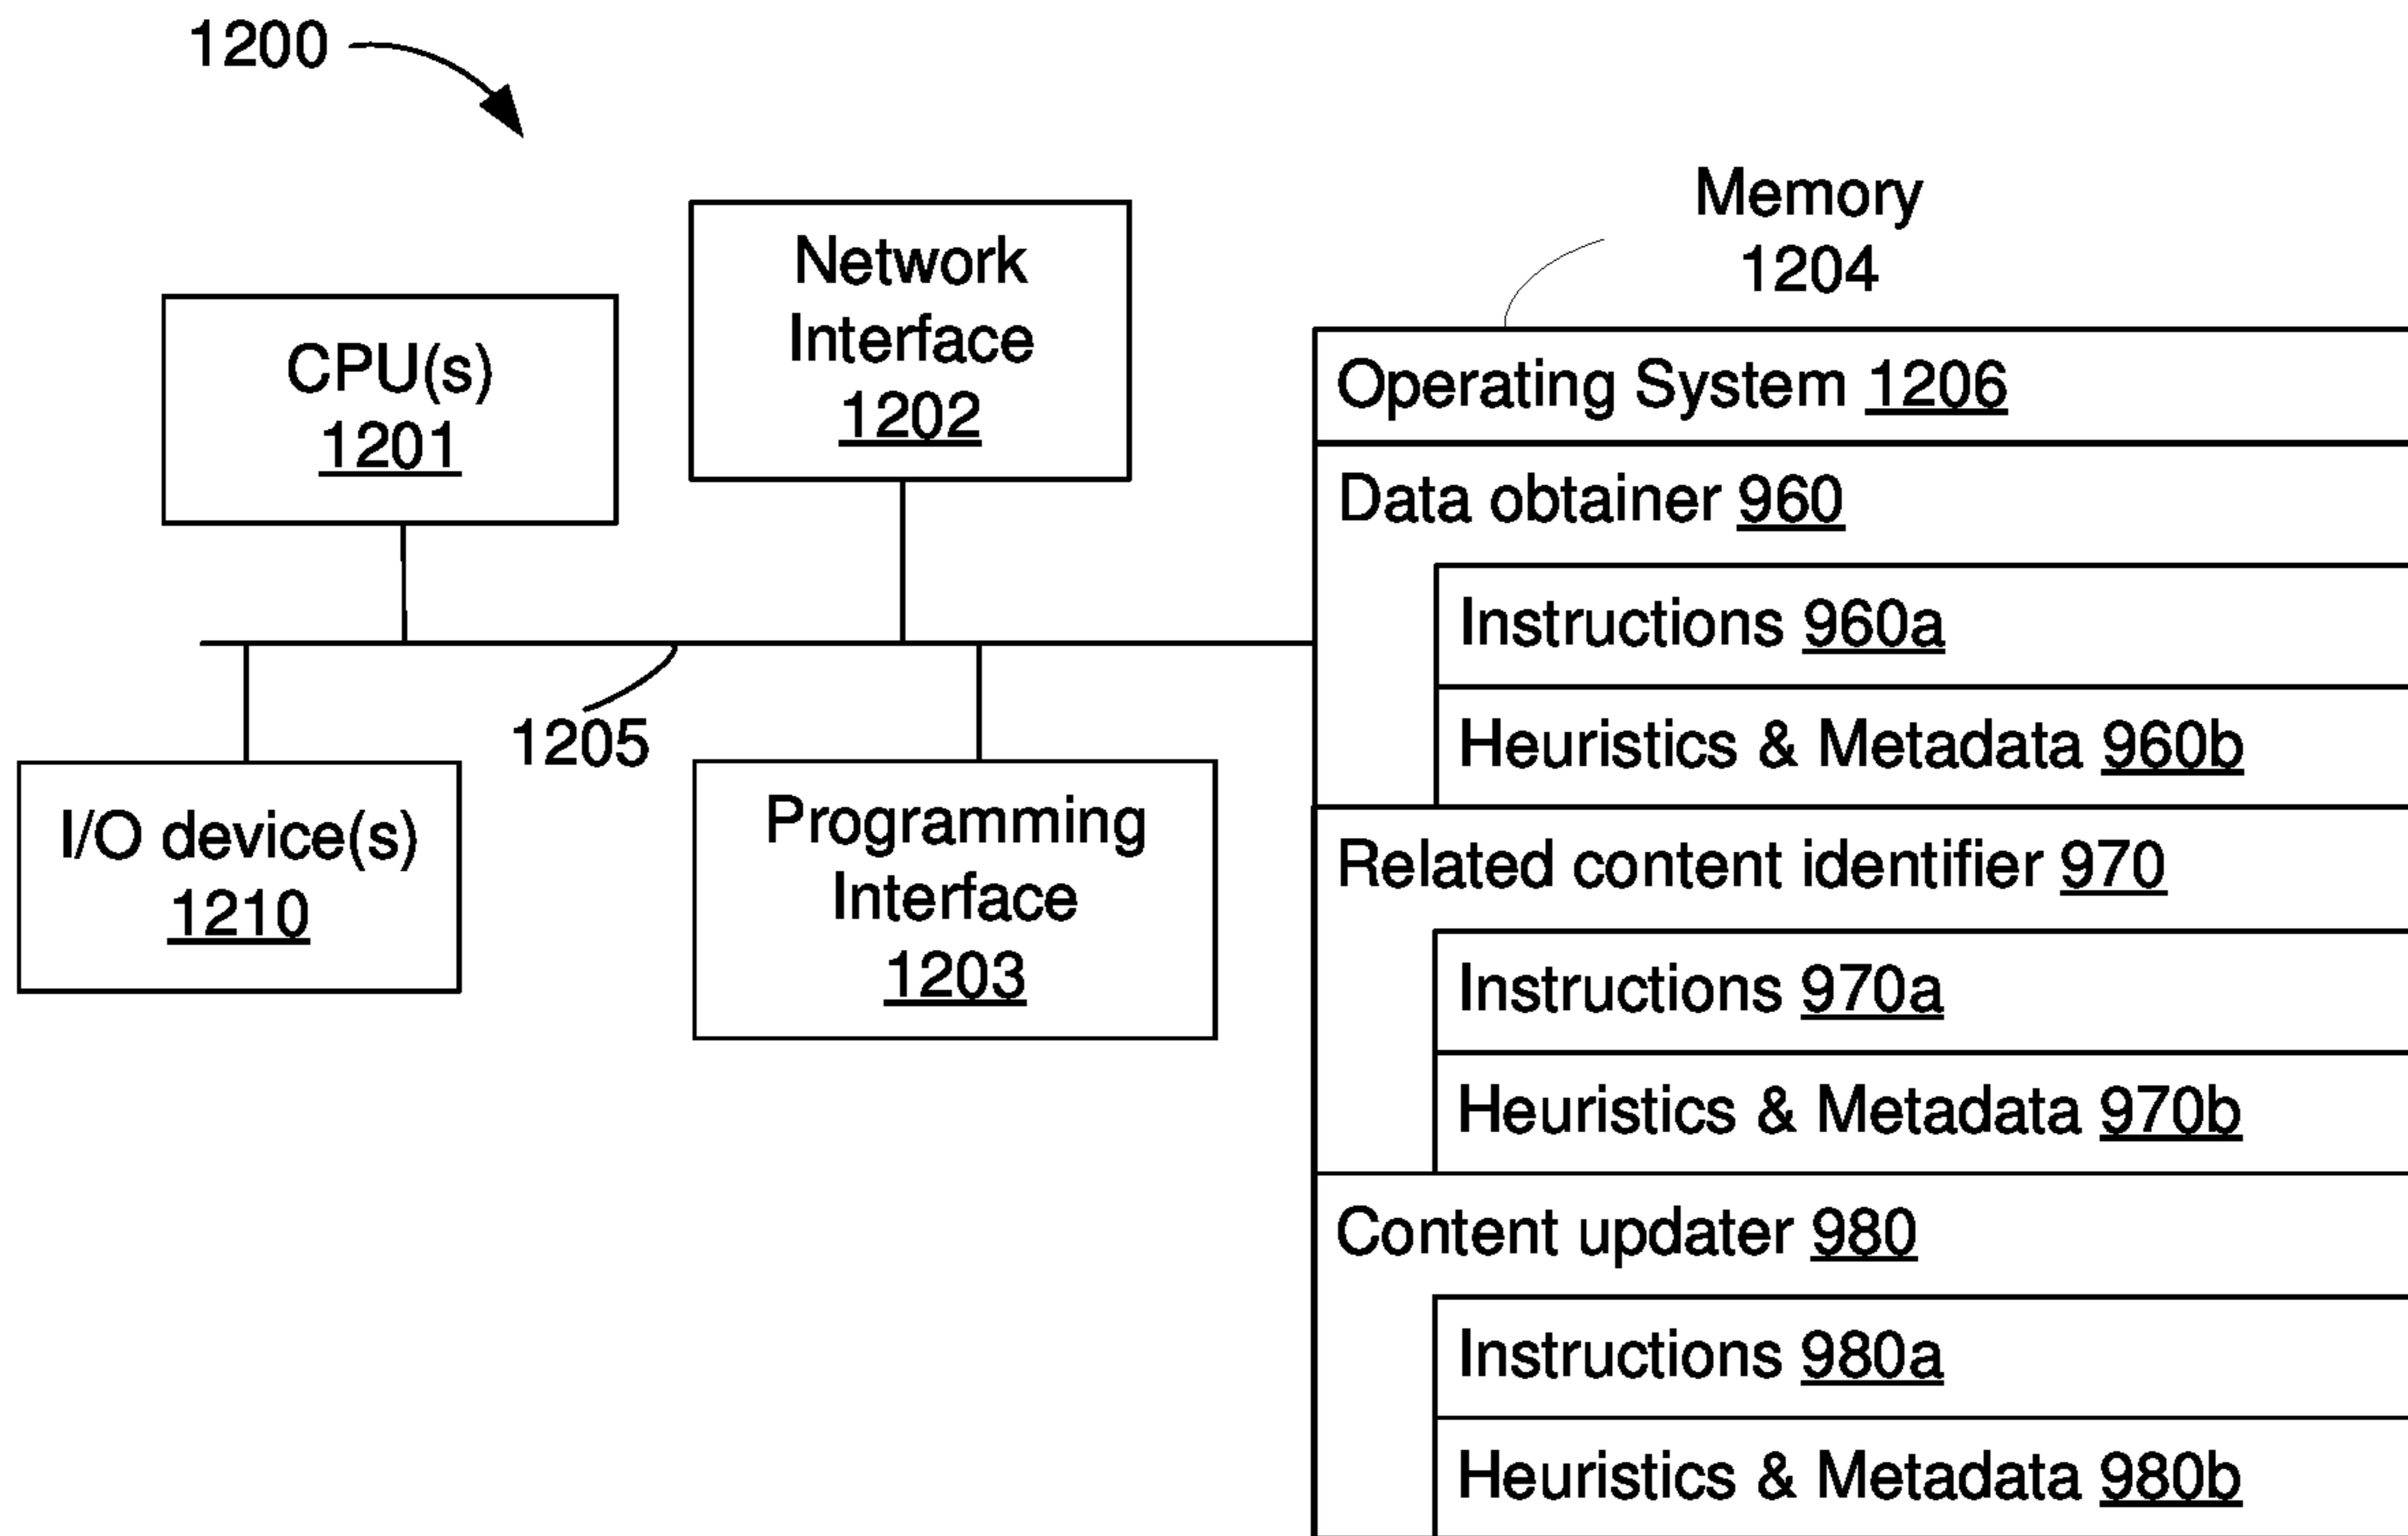 1200
Memory
1204
Network
Interface
1202
CPU(s)
1201
1205
I/O device(s)
1210
Programming
Interface
1203
Operating System 1206
Data obtainer 960
Instructions 960a
Heuristics & Metadata 960b
Related content identifier 970
Instructions 970a
Heuristics & Metadata 970b
Content updater 980
Instructions 980a
Heuristics & Metadata 980b